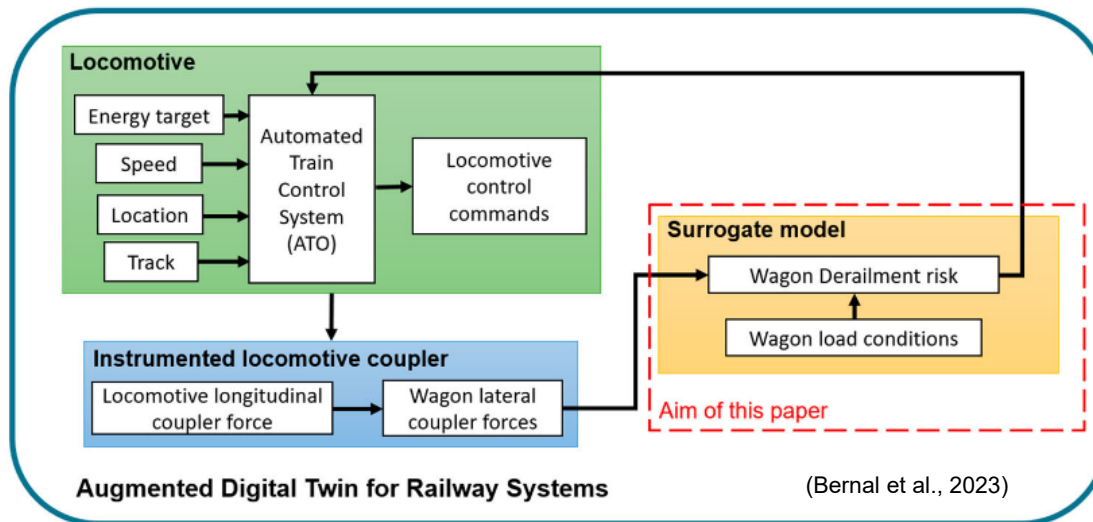 Locomotive
Energy target
Speed
Location
Track
Automated
Train
Control
System
(ATO)
Locomotive
control
commands
Surrogate model
Wagon Derailment risk
Wagon load conditions
Aim of this paper
Instrumented locomotive coupler
Locomotive longitudinal
coupler force
Wagon lateral
coupler forces
Augmented Digital Twin for Railway Systems
(Bernal et al., 2023)